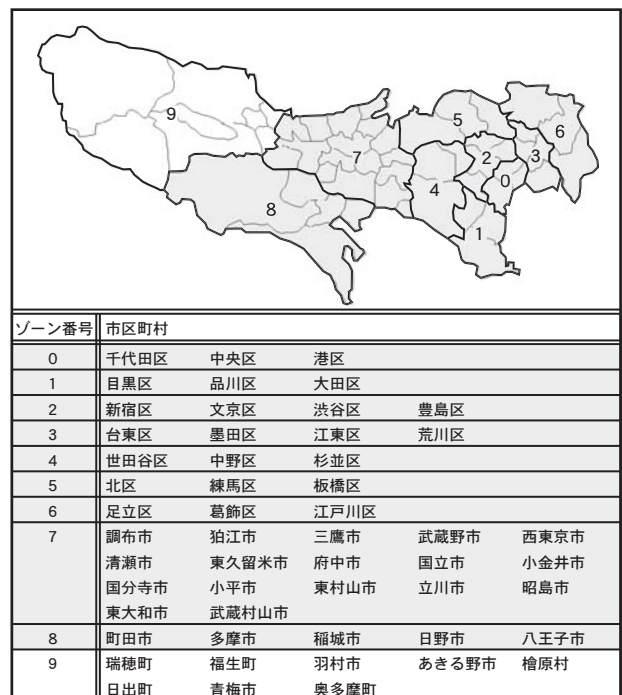 9
5
6
7
2
3
0
4
8
1
ゾーン番号 市区町村
0 千代田区 中央区 港区
1 目黒区 品川区 大田区
2 新宿区 文京区 渋谷区 豊島区
3 台東区 墨田区 江東区 荒川区
4 世田谷区 中野区 杉並区
5 北区 練馬区 板橋区
6 足立区 葛飾区 江戸川区
7 調布市 狛江市 三鷹市 武蔵野市 西東京市
清瀬市 東久留米市 府中市 国立市 小金井市
国分寺市 小平市 東村山市 立川市 昭島市
東大和市 武蔵村山市
8 町田市 多摩市 稲城市 日野市 八王子市
9 瑞穂町 福生町 羽村市 あきる野市 檜原村
日出町 青梅市 奥多摩町